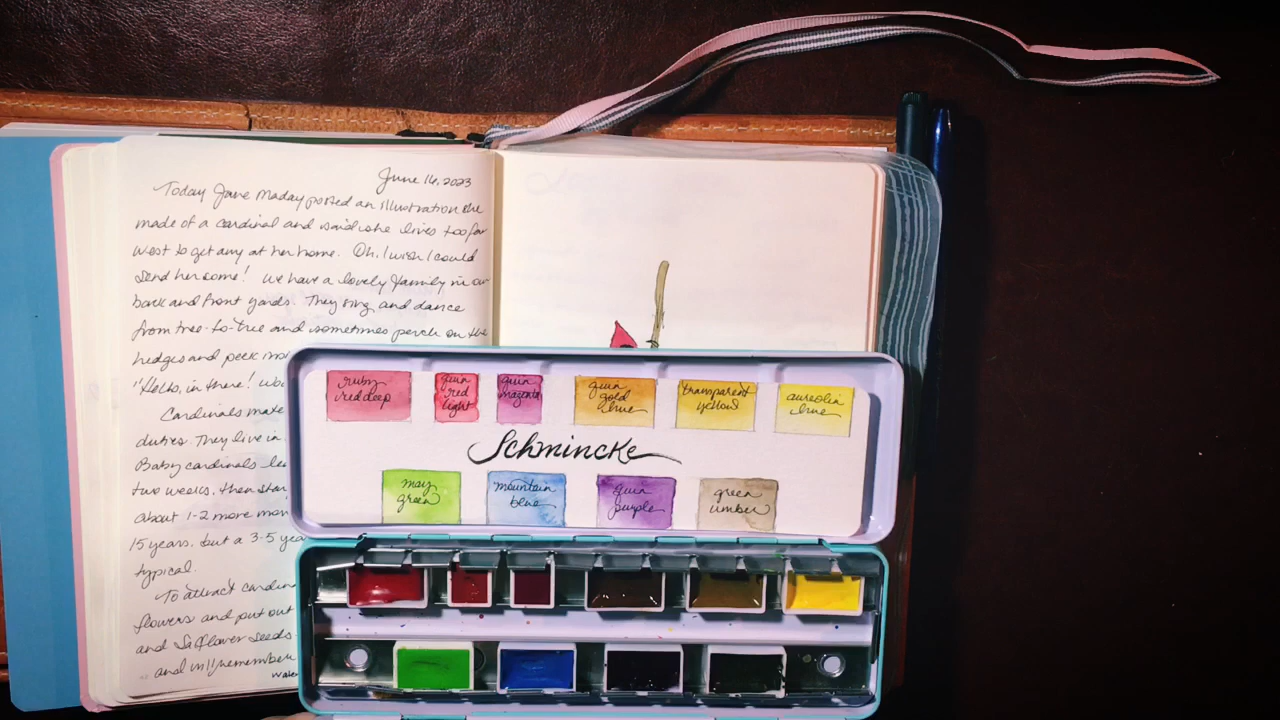 June 16, 2023
Today Jane Maday posted an illustration she
made of a cardinal and said she lives too far
west to get any at her home. Oh, I wish I could
send her some! We have a lovely family in our
back and front yards. They sing and dance
from tree-to-tree and sometimes perch on the
hedges and peek
"Hello, in there!
Cardinals mate
duties. They live in
Baby cardinals
two weeks, then
about 1-2 more
15 years, but a 3-5
typical.
To attract
flowers and put out
and Safflower seeds
and
water
ruby red deep
quin red light
quin magenta
quin gold hue
transparent yellow
aureolin hue
Schmincke
may green
mountain blue
quin purple
green umber